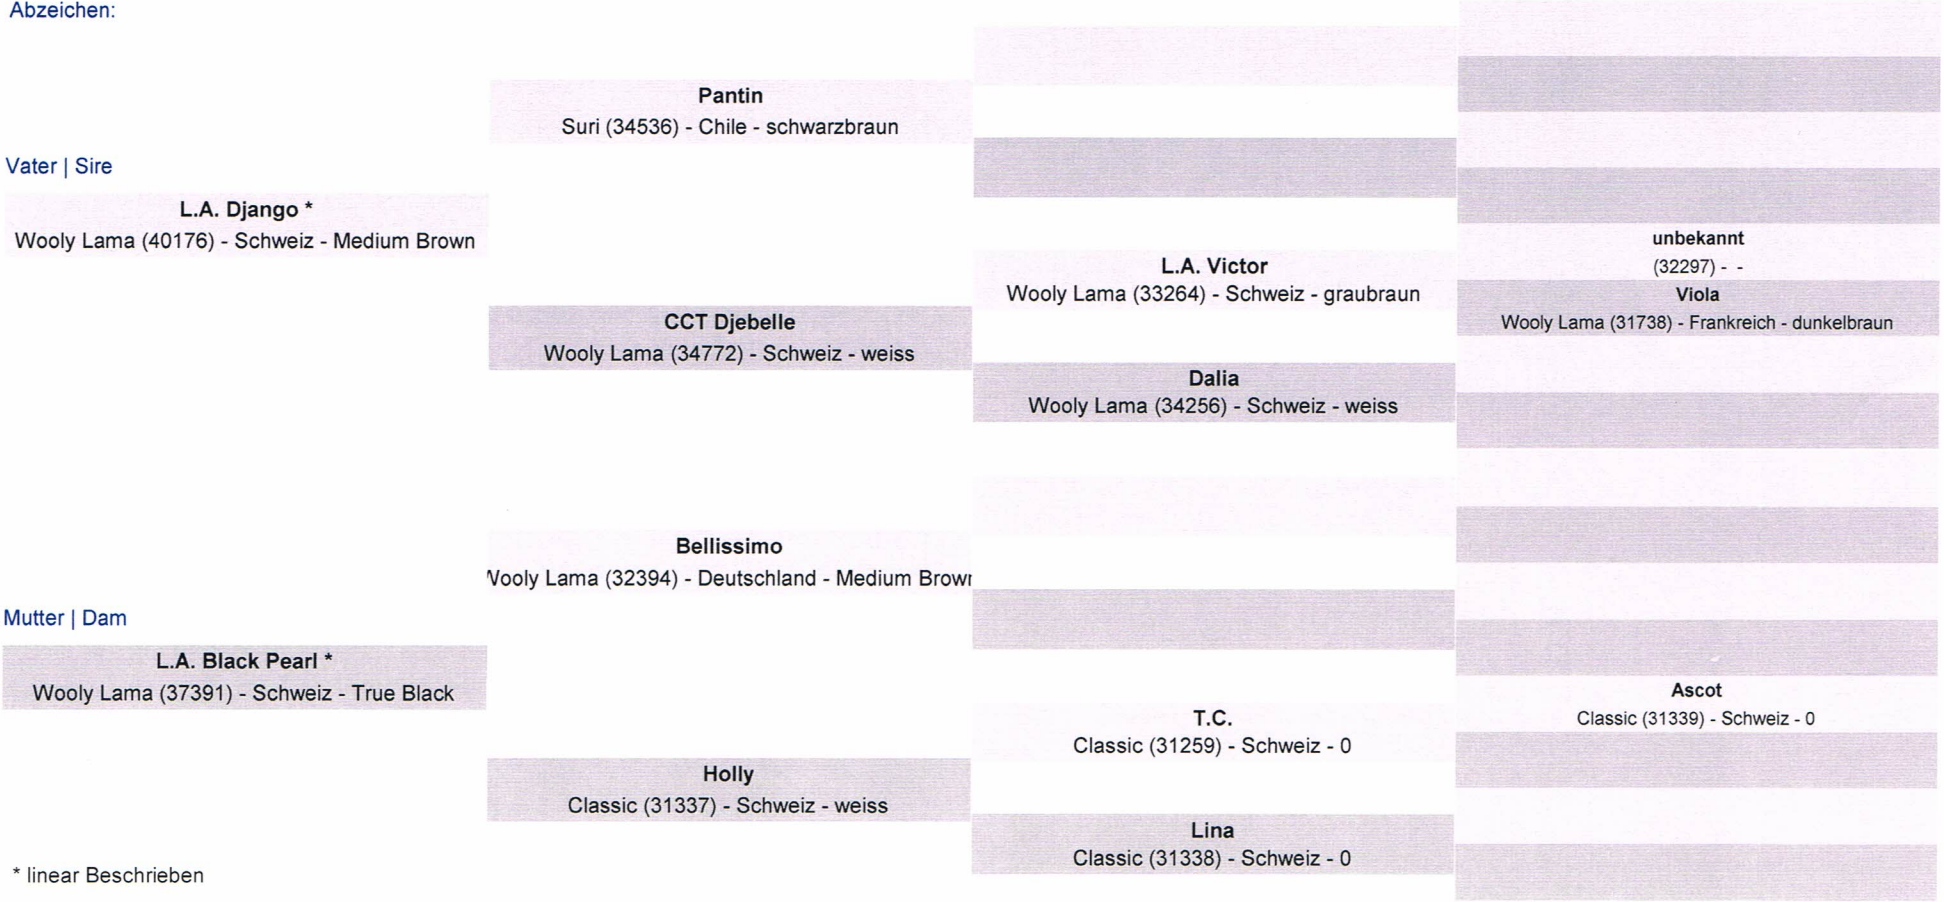 Abzeichen:
Pantin
Suri (34536) - Chile - schwarzbraun
Vater | Sire
L.A. Django *
Wooly Lama (40176) - Schweiz - Medium Brown
unbekannt
(32297) - -
L.A. Victor
Wooly Lama (33264) - Schweiz - graubraun
Viola
Wooly Lama (31738) - Frankreich - dunkelbraun
CCT Djebelle
Wooly Lama (34772) - Schweiz - weiss
Dalia
Wooly Lama (34256) - Schweiz - weiss
Bellissimo
Wooly Lama (32394) - Deutschland - Medium Brown
Mutter | Dam
L.A. Black Pearl *
Wooly Lama (37391) - Schweiz - True Black
Ascot
Classic (31339) - Schweiz - 0
T.C.
Classic (31259) - Schweiz - 0
Holly
Classic (31337) - Schweiz - weiss
Lina
Classic (31338) - Schweiz - 0
* linear Beschrieben